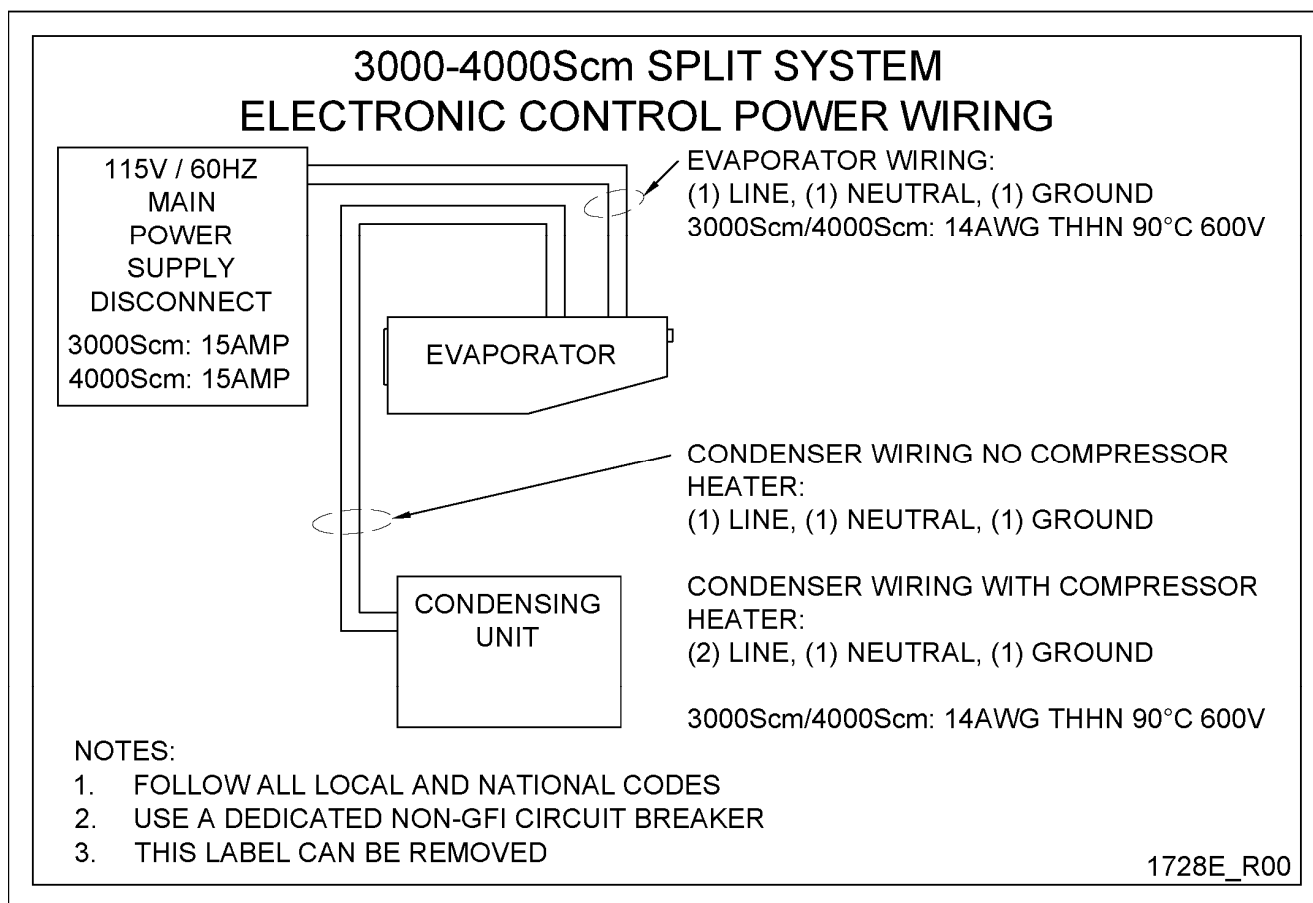 3000-4000Scm SPLIT SYSTEM
ELECTRONIC CONTROL POWER WIRING
115V / 60HZ
MAIN
POWER
SUPPLY
DISCONNECT
3000Scm: 15AMP
4000Scm: 15AMP
EVAPORATOR WIRING:
(1) LINE, (1) NEUTRAL, (1) GROUND
3000Scm/4000Scm: 14AWG THHN 90°C 600V
EVAPORATOR
CONDENSER WIRING NO COMPRESSOR
HEATER:
(1) LINE, (1) NEUTRAL, (1) GROUND
CONDENSING
UNIT
CONDENSER WIRING WITH COMPRESSOR
HEATER:
(2) LINE, (1) NEUTRAL, (1) GROUND
3000Scm/4000Scm: 14AWG THHN 90°C 600V
NOTES:
1. FOLLOW ALL LOCAL AND NATIONAL CODES
2. USE A DEDICATED NON-GFI CIRCUIT BREAKER
3. THIS LABEL CAN BE REMOVED
1728E_R00